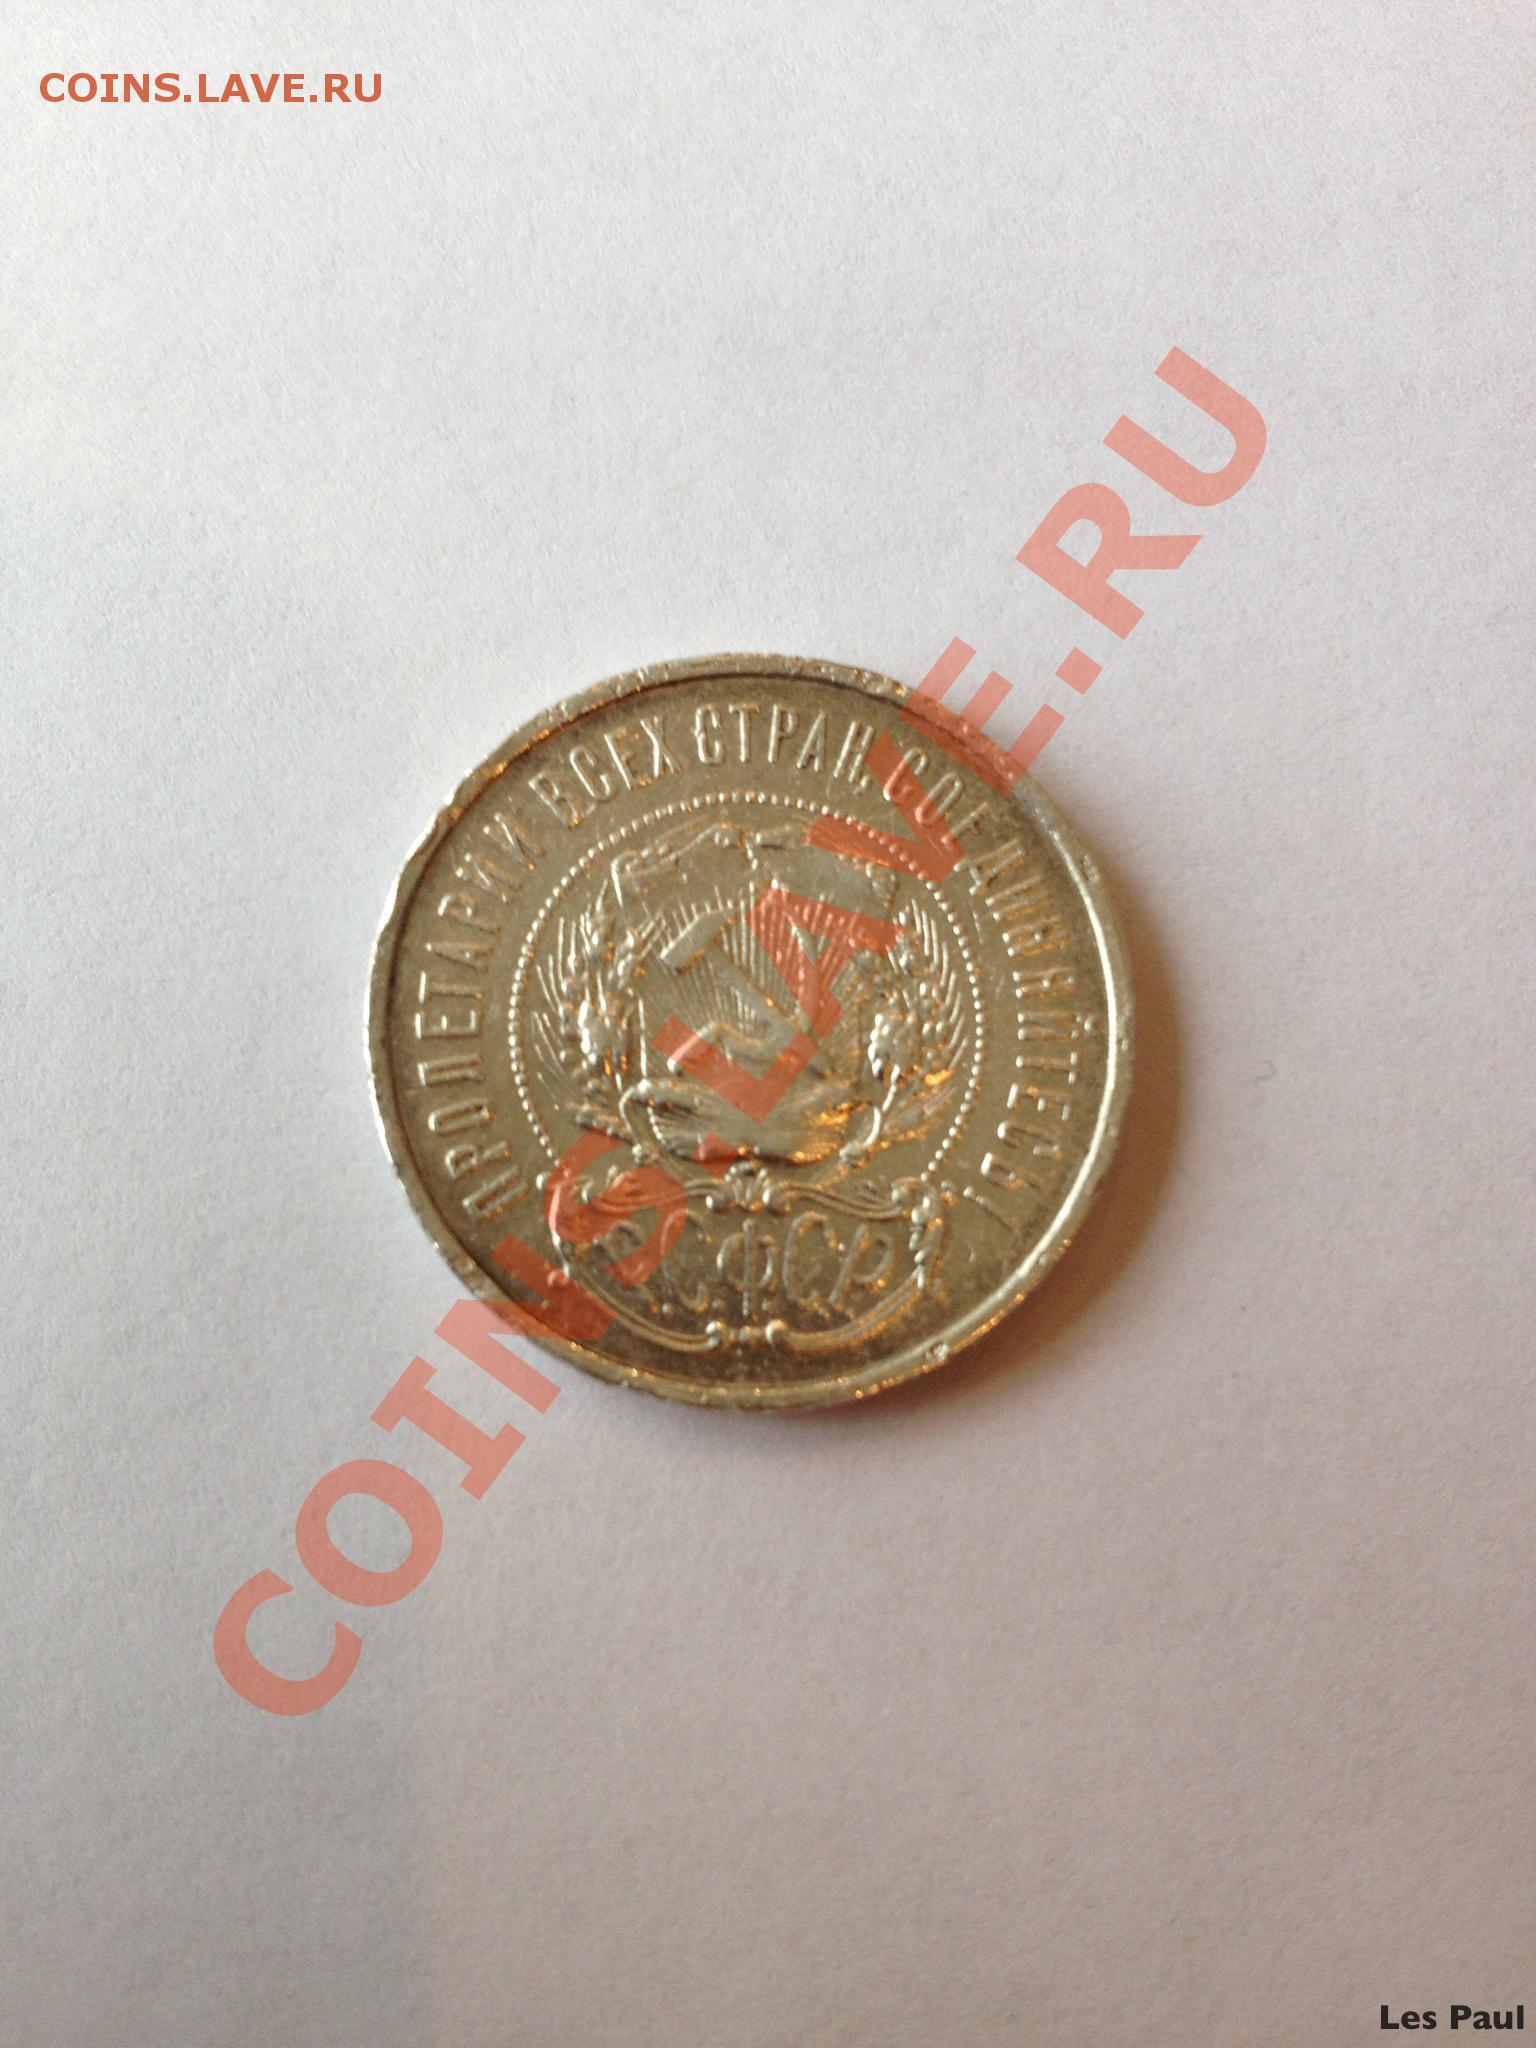 COINS.LAVE.RU
ПРОЛЕТАРИИ ВСЕХ СТРАН, СОЕДИНЯЙТЕСЬ!
Р.С.Ф.С.Р.
COINS.LAVE.RU
Les Paul